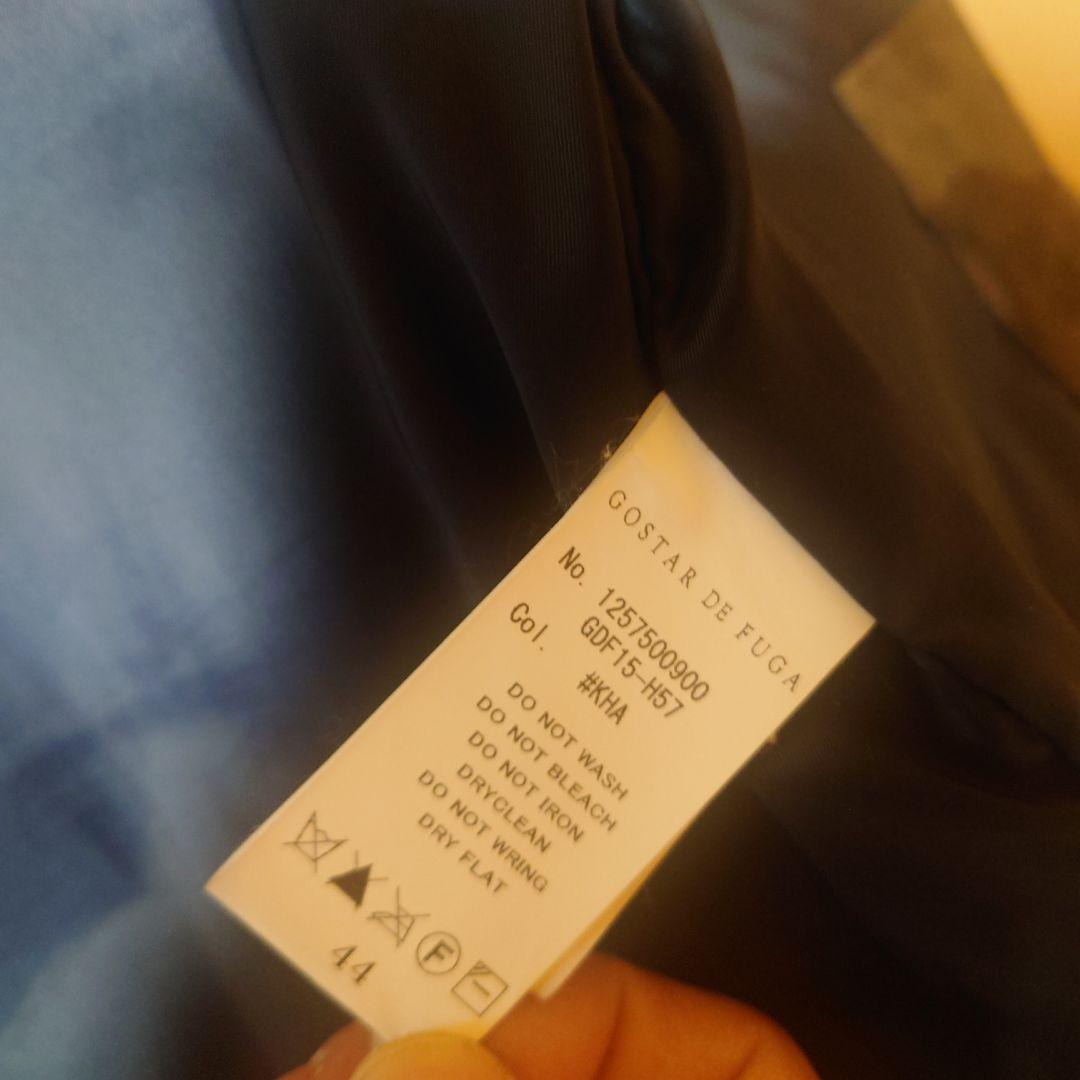 GOSTAR DE FUGA
No. 1257500900
GDF15-H57
Col. #KHA
DO NOT WASH
DO NOT BLEACH
DO NOT IRON
DRYCLEAN
DO NOT WRING
DRY FLAT
F
44